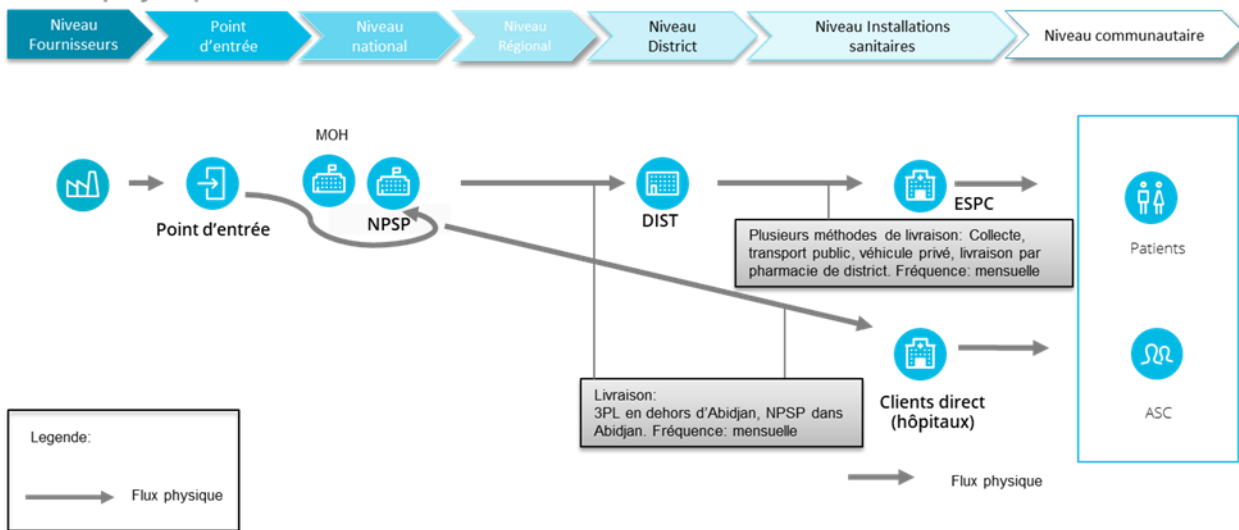 Niveau
Fournisseurs
Point
d’entrée
Niveau
national
Niveau
Régional
Niveau
District
Niveau Installations
sanitaires
Niveau communautaire
MOH
Point d’entrée
NPSP
DIST
ESPC
Plusieurs méthodes de livraison: Collecte,
transport public, véhicule privé, livraison par
pharmacie de district. Fréquence: mensuelle
Patients
Livraison:
3PL en dehors d’Abidjan, NPSP dans
Abidjan. Fréquence: mensuelle
Clients direct
(hôpitaux)
ASC
Legende:
Flux physique
Flux physique